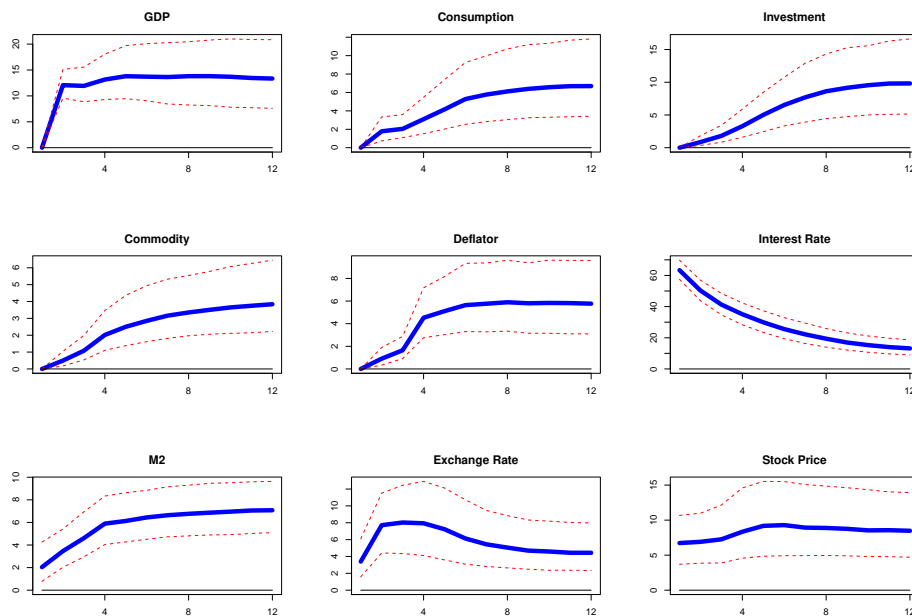 GDP
0 5 10 15 20
4 8 12
Consumption
0 2 4 6 8 10
4 8 12
Investment
0 5 10 15
4 8 12
Commodity
0 1 2 3 4 5 6
4 8 12
Deflator
0 2 4 6 8
4 8 12
Interest Rate
0 20 40 60
4 8 12
M2
0 2 4 6 8 10
4 8 12
Exchange Rate
0 2 4 6 8 10
4 8 12
Stock Price
0 5 10 15
4 8 12